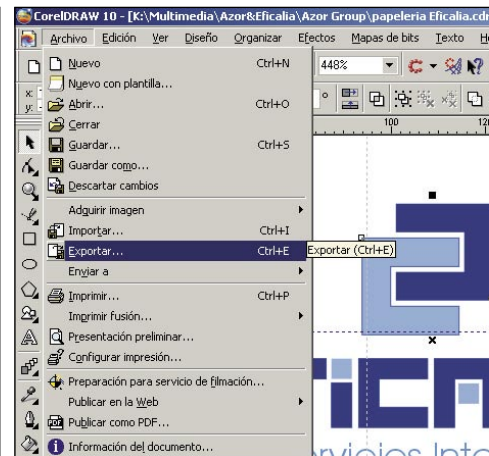 CorelDRAW 10 - [K:\Multimedia\Azor&Eficalia\Azor Group\papeleria Eficalia.cdr
Archivo Edición Ver Diseño Organizar Efectos Mapas de bits Texto
Nuevo Ctrl+N
448%
Nuevo con plantilla...
x:
y:
Abrir... Ctrl+O
Cerrar
100
Guardar... Ctrl+S
Guardar como...
Descartar cambios
Adquirir imagen
Importar... Ctrl+I
Exportar... Ctrl+E
Exportar (Ctrl+E)
Enviar a
Imprimir... Ctrl+P
Imprimir fusión...
Presentación preliminar...
Configurar impresión...
Preparación para servicio de filmación...
Publicar en la Web
Publicar como PDF...
Información del documento...